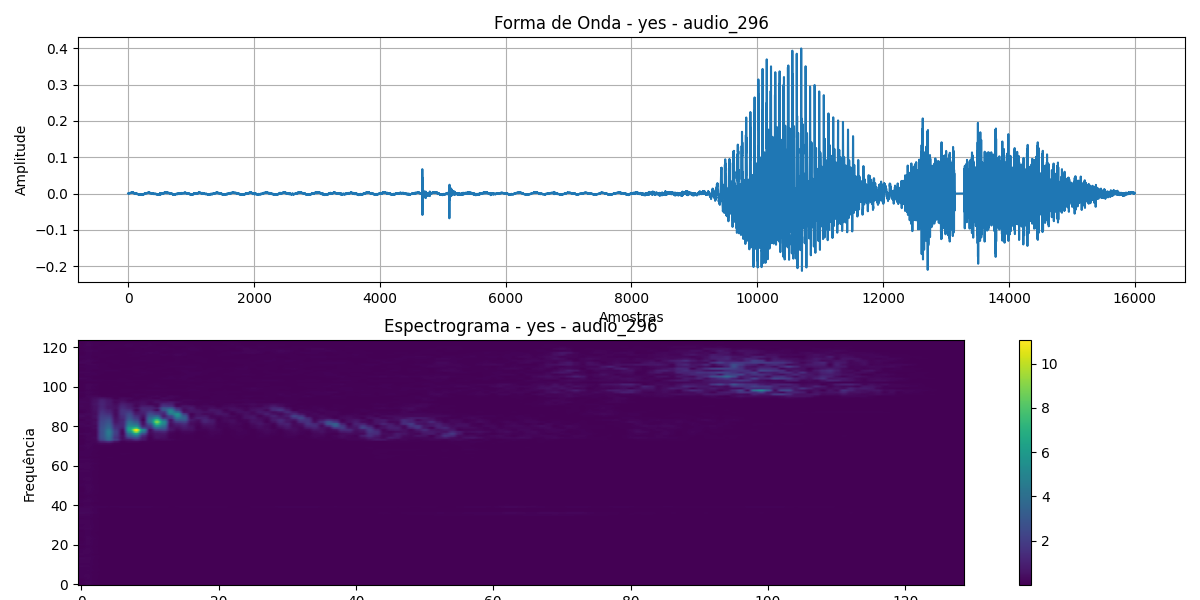 Forma de Onda - yes - audio_296
0.4
0.3
0.2
0.1
0.0
−0.1
−0.2
Amplitude
0 2000 4000 6000 8000 10000 12000 14000 16000
Amostras
Espectrograma - yes - audio_296
120
100
80
60
40
20
0
Frequência
10
8
6
4
2
0 20 40 60 80 100 120